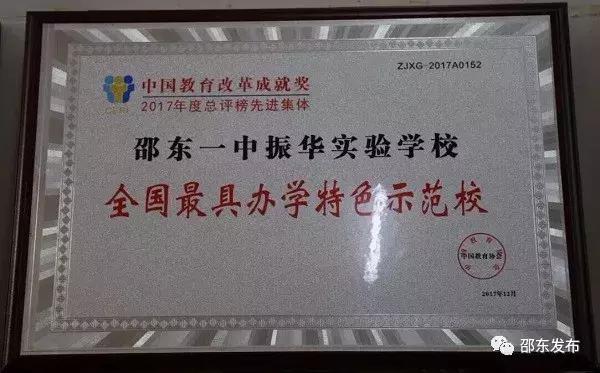 ZJXG-2017A0152
中国教育改革成就奖
2017年度总评榜先进集体
邵东一中振华实验学校
全国最具办学特色示范校
2017年12月
邵东发布